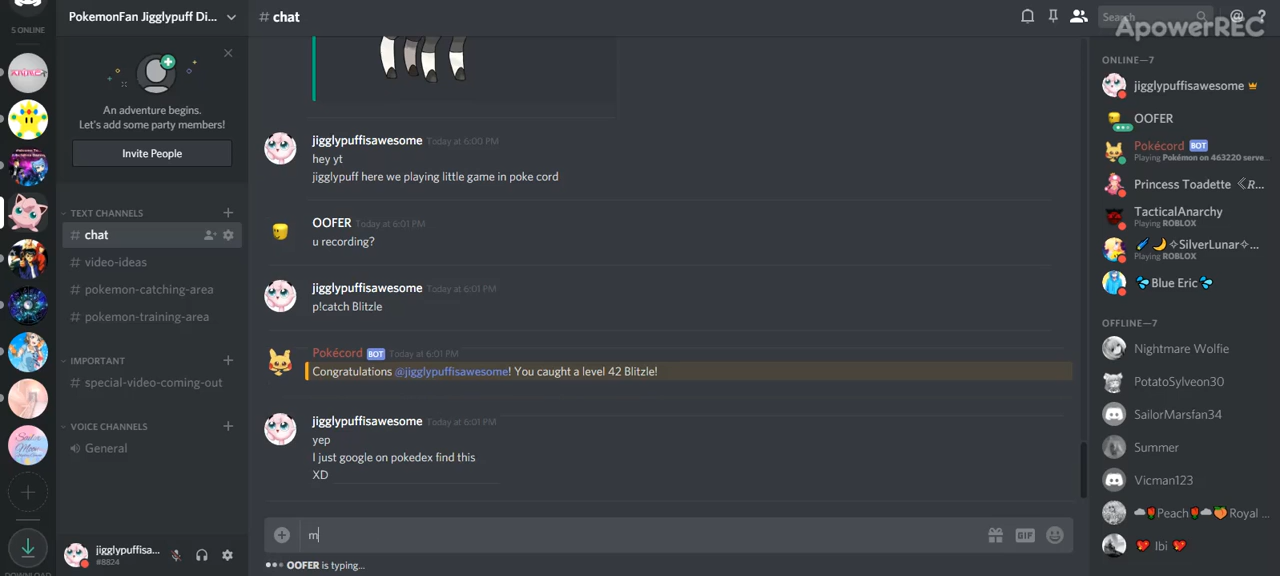 5 ONLINE
PokemonFan Jigglypuff Di...
# chat
Search
@
?
ApowerREC
An adventure begins.
Let's add some party members!
Invite People
TEXT CHANNELS
# chat
# video-ideas
# pokemon-catching-area
# pokemon-training-area
IMPORTANT
# special-video-coming-out
VOICE CHANNELS
General
jigglypuffisa...
#8824
jigglypuffisawesome Today at 6:00 PM
hey yt
jigglypuff here we playing little game in poke cord
OOFER Today at 6:01 PM
u recording?
jigglypuffisawesome Today at 6:01 PM
p!catch Blitzle
Pokécord BOT Today at 6:01 PM
Congratulations @jigglypuffisawesome! You caught a level 42 Blitzle!
jigglypuffisawesome Today at 6:01 PM
yep
I just google on pokedex find this
XD
m
GIF
OOFER is typing...
ONLINE—7
jigglypuffisawesome
OOFER
Pokécord BOT
Playing Pokémon on 463220 serve...
Princess Toadette 《R...
TacticalAnarchy
Playing ROBLOX
✧SilverLunar✧...
Playing ROBLOX
Blue Eric
OFFLINE—7
Nightmare Wolfie
PotatoSylveon30
SailorMarsfan34
Summer
Vicman123
Peach Royal ...
Ibi